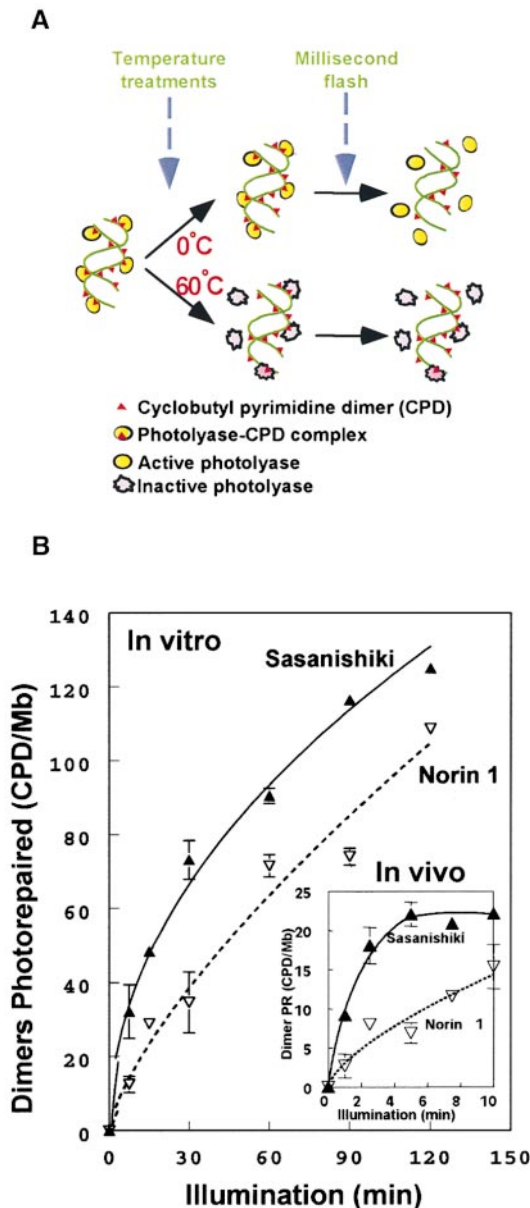 A
Temperature treatments
Millisecond flash
0°C
60°C
Cyclobutyl pyrimidine dimer (CPD)
Photolyase-CPD complex
Active photolyase
Inactive photolyase
B
In vitro
Sasanishiki
Norin 1
In vivo
Dimers Photorepaired (CPD/Mb)
140
120
100
80
60
40
20
0
0 30 60 90 120 150
Illumination (min)
Dimer PR (CPD/Mb)
25
20
15
10
5
0
Sasanishiki
Norin 1
0 2 4 6 8 10
Illumination (min)